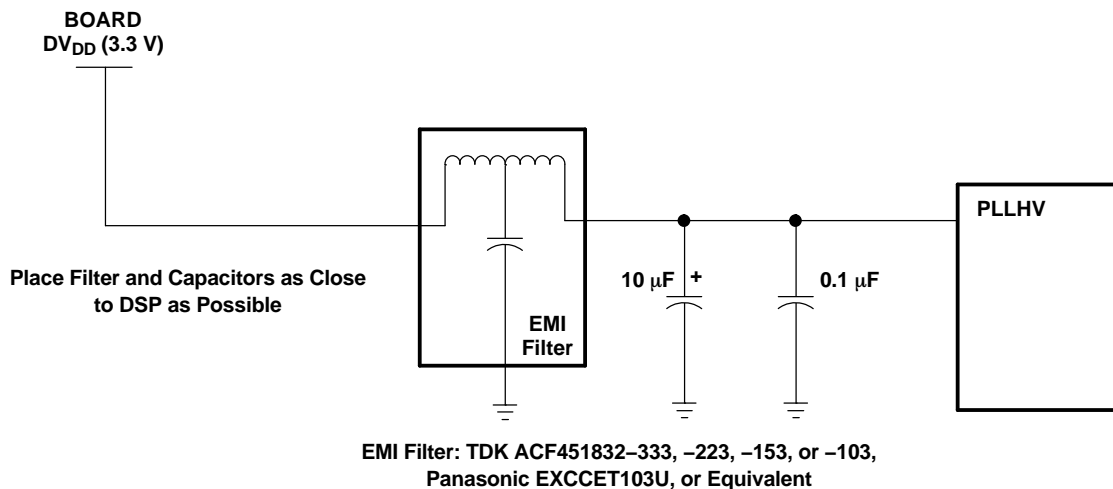 BOARD
DVDD (3.3 V)
PLLHV
Place Filter and Capacitors as Close
to DSP as Possible
10 μF +
0.1 μF
EMI
Filter
EMI Filter: TDK ACF451832–333, –223, –153, or –103,
Panasonic EXCCET103U, or Equivalent